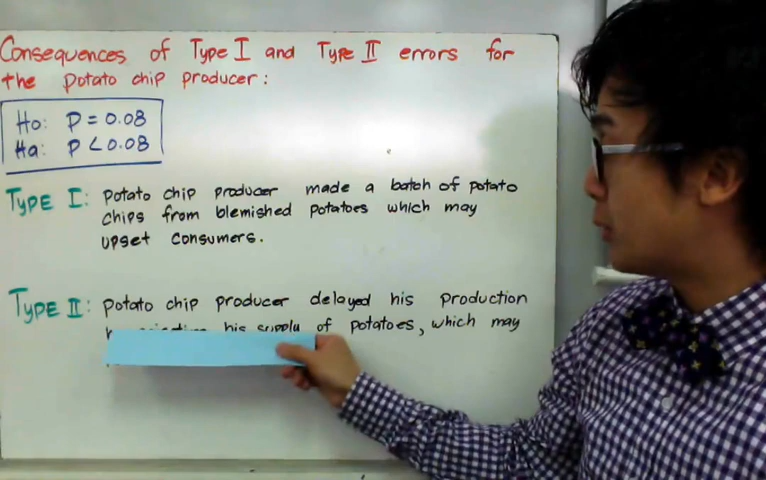 Consequences of Type I and Type II errors for
the potato chip producer:
Ho: P = 0.08
Ha: P < 0.08
TYPE I: Potato chip producer made a batch of potato
chips from blemished potatoes which may
upset consumers.
TYPE II: Potato chip producer delayed his production
his supply of potatoes, which may